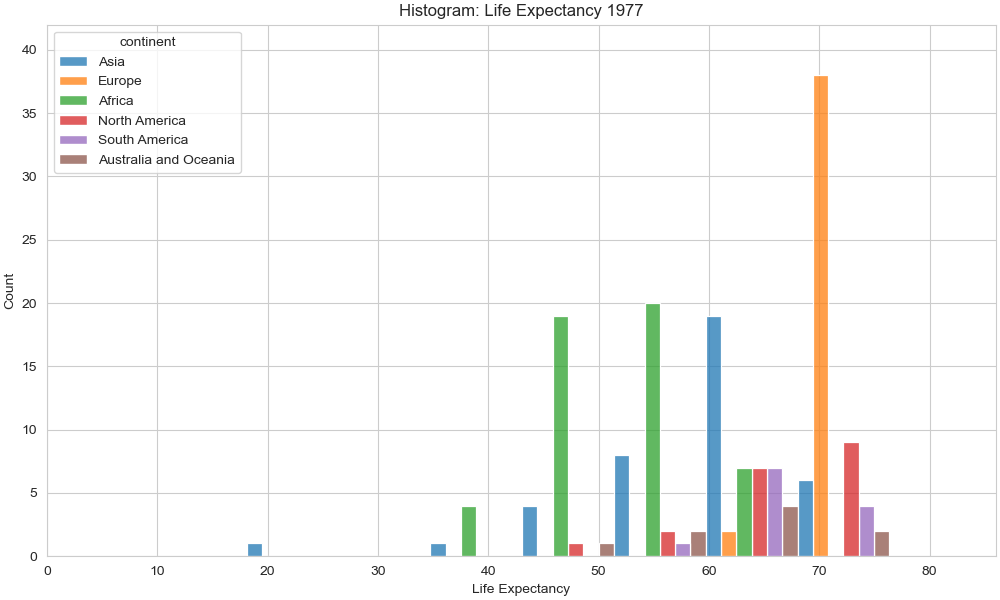 Histogram: Life Expectancy 1977
continent
Asia
Europe
Africa
North America
South America
Australia and Oceania
40
35
30
25
20
15
10
5
0
Count
0 10 20 30 40 50 60 70 80
Life Expectancy